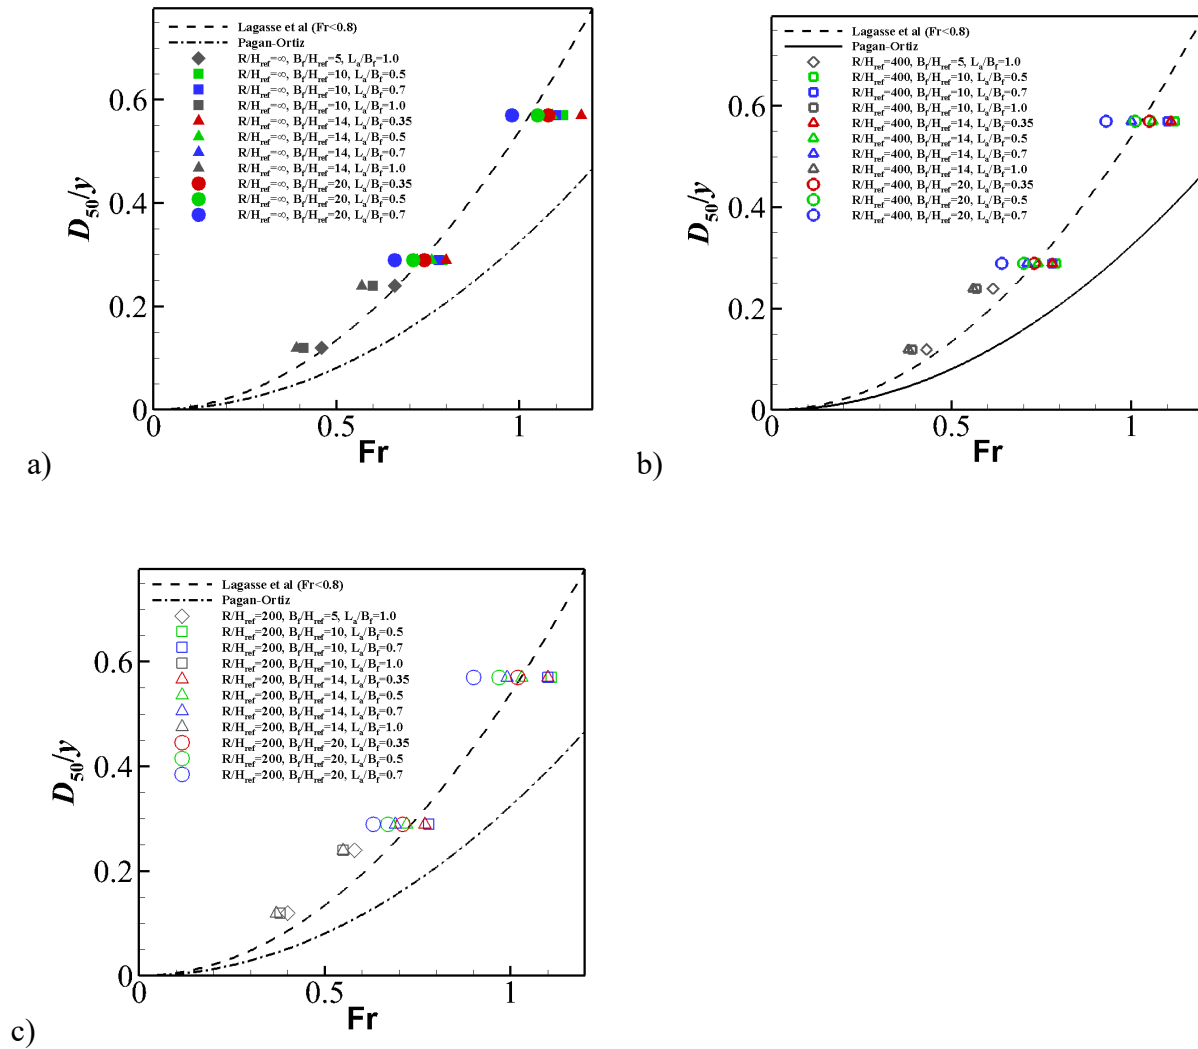 Lagasse et al (Fr<0.8)
Pagan-Ortiz
R/Href=∞, Bf/Href=5, La/Bf=1.0
R/Href=∞, Bf/Href=10, La/Bf=0.5
R/Href=∞, Bf/Href=10, La/Bf=0.7
R/Href=∞, Bf/Href=10, La/Bf=1.0
R/Href=∞, Bf/Href=14, La/Bf=0.35
R/Href=∞, Bf/Href=14, La/Bf=0.5
R/Href=∞, Bf/Href=14, La/Bf=0.7
R/Href=∞, Bf/Href=14, La/Bf=1.0
R/Href=∞, Bf/Href=20, La/Bf=0.35
R/Href=∞, Bf/Href=20, La/Bf=0.5
R/Href=∞, Bf/Href=20, La/Bf=0.7
D50/y
0.6
0.4
0.2
0
0 0.5 1
Fr
a)
Lagasse et al (Fr<0.8)
Pagan-Ortiz
R/Href=400, Bf/Href=5, La/Bf=1.0
R/Href=400, Bf/Href=10, La/Bf=0.5
R/Href=400, Bf/Href=10, La/Bf=0.7
R/Href=400, Bf/Href=10, La/Bf=1.0
R/Href=400, Bf/Href=14, La/Bf=0.35
R/Href=400, Bf/Href=14, La/Bf=0.5
R/Href=400, Bf/Href=14, La/Bf=0.7
R/Href=400, Bf/Href=14, La/Bf=1.0
R/Href=400, Bf/Href=20, La/Bf=0.35
R/Href=400, Bf/Href=20, La/Bf=0.5
R/Href=400, Bf/Href=20, La/Bf=0.7
D50/y
0.6
0.4
0.2
0
0 0.5 1
Fr
b)
Lagasse et al (Fr<0.8)
Pagan-Ortiz
R/Href=200, Bf/Href=5, La/Bf=1.0
R/Href=200, Bf/Href=10, La/Bf=0.5
R/Href=200, Bf/Href=10, La/Bf=0.7
R/Href=200, Bf/Href=10, La/Bf=1.0
R/Href=200, Bf/Href=14, La/Bf=0.35
R/Href=200, Bf/Href=14, La/Bf=0.5
R/Href=200, Bf/Href=14, La/Bf=0.7
R/Href=200, Bf/Href=14, La/Bf=1.0
R/Href=200, Bf/Href=20, La/Bf=0.35
R/Href=200, Bf/Href=20, La/Bf=0.5
R/Href=200, Bf/Href=20, La/Bf=0.7
D50/y
0.6
0.4
0.2
0
0 0.5 1
Fr
c)